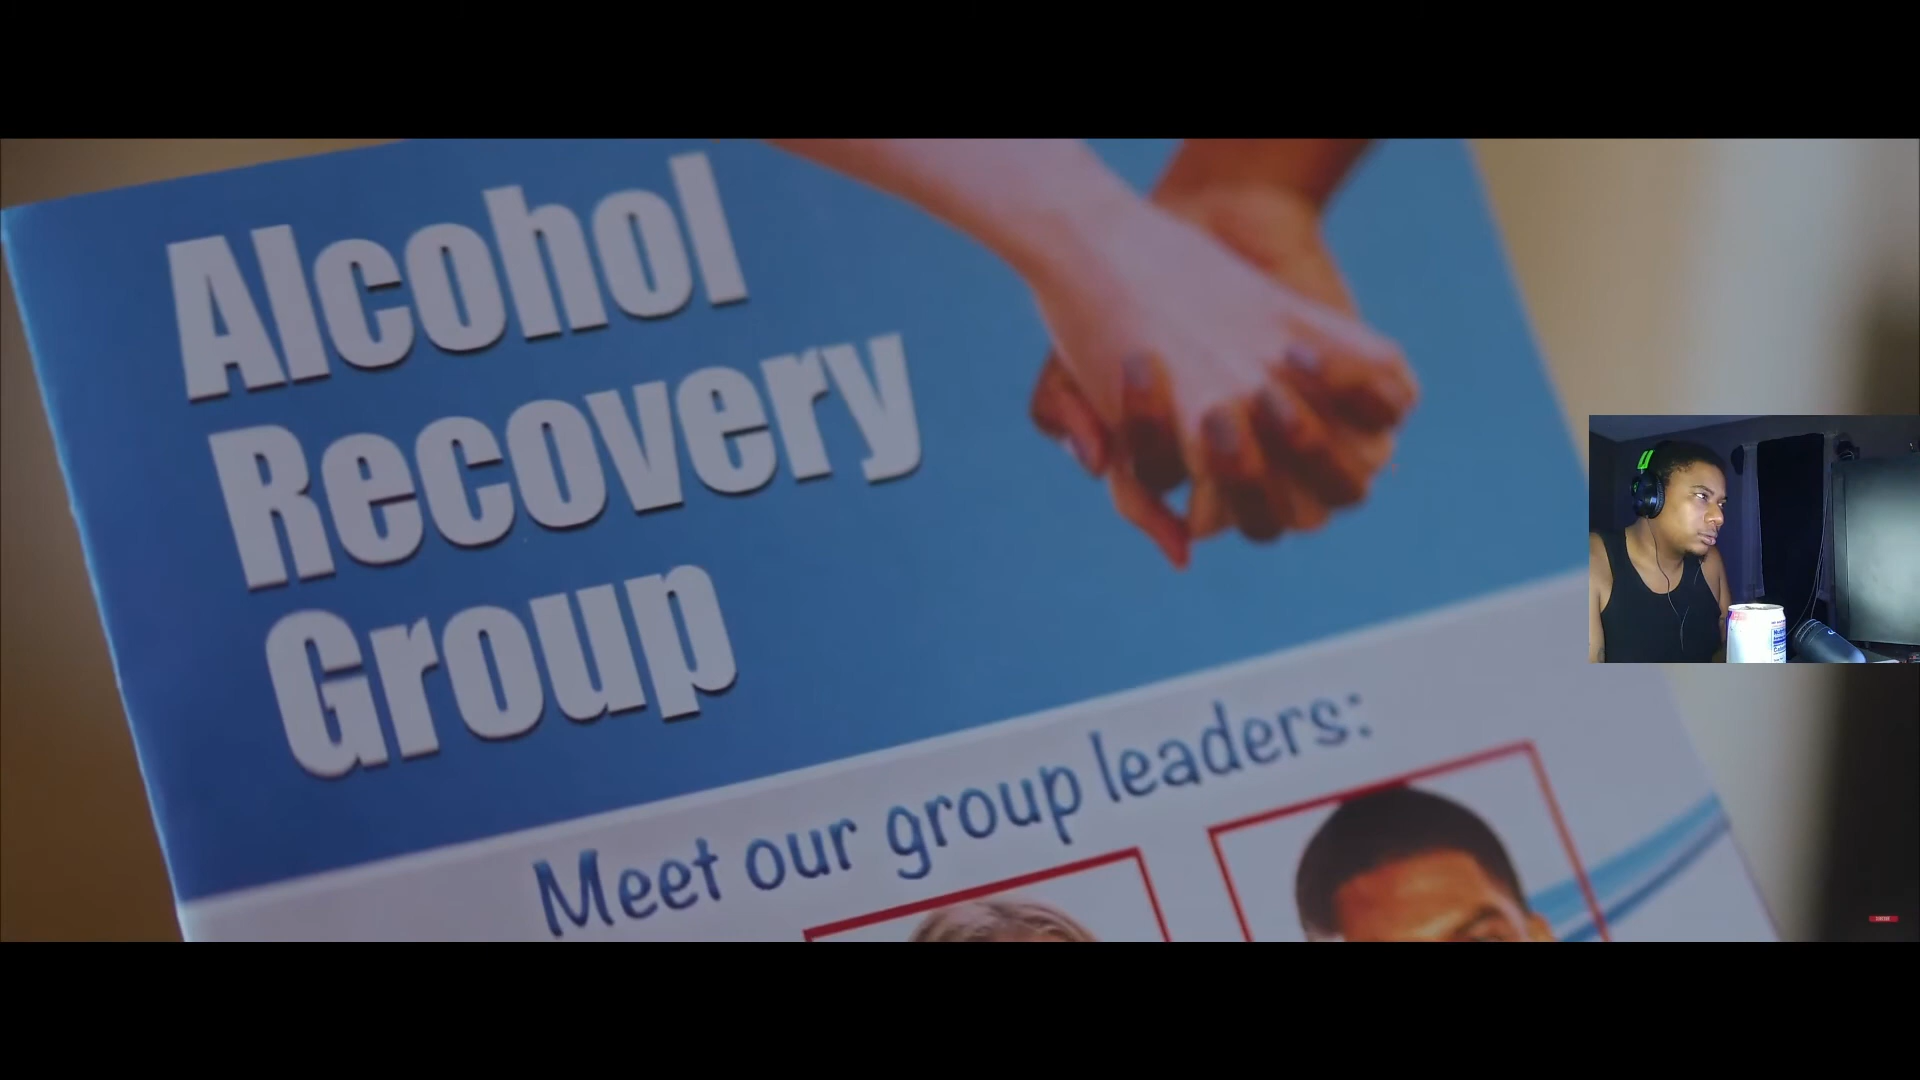 Alcohol
Recovery
Group
Meet our group leaders: